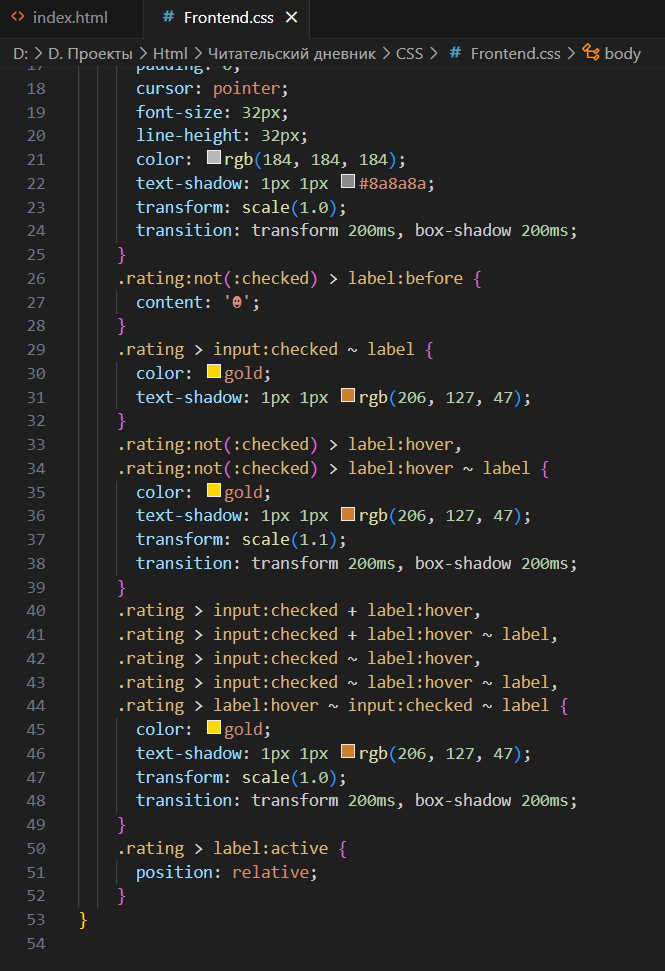 index.html
Frontend.css
D: > D. Проекты > Html > Читательский дневник > CSS > # Frontend.css > body
17 padding: 0;
18 cursor: pointer;
19 font-size: 32px;
20 line-height: 32px;
21 color: rgb(184, 184, 184);
22 text-shadow: 1px 1px #8a8a8a;
23 transform: scale(1.0);
24 transition: transform 200ms, box-shadow 200ms;
25 }
26 .rating:not(:checked) > label:before {
27 content: '';
28 }
29 .rating > input:checked ~ label {
30 color: gold;
31 text-shadow: 1px 1px rgb(206, 127, 47);
32 }
33 .rating:not(:checked) > label:hover,
34 .rating:not(:checked) > label:hover ~ label {
35 color: gold;
36 text-shadow: 1px 1px rgb(206, 127, 47);
37 transform: scale(1.1);
38 transition: transform 200ms, box-shadow 200ms;
39 }
40 .rating > input:checked + label:hover,
41 .rating > input:checked + label:hover ~ label,
42 .rating > input:checked ~ label:hover,
43 .rating > input:checked ~ label:hover ~ label,
44 .rating > label:hover ~ input:checked ~ label {
45 color: gold;
46 text-shadow: 1px 1px rgb(206, 127, 47);
47 transform: scale(1.0);
48 transition: transform 200ms, box-shadow 200ms;
49 }
50 .rating > label:active {
51 position: relative;
52 }
53 }
54